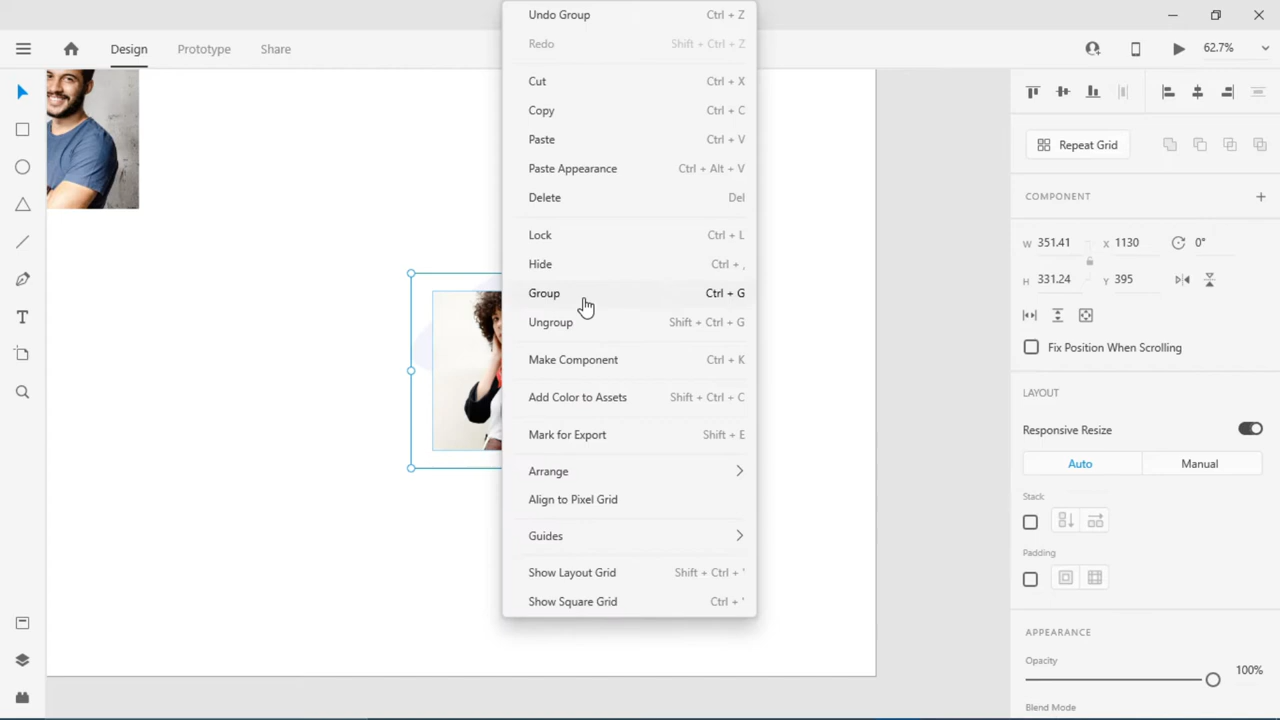 Design
Prototype
Share
62.7%
Undo Group Ctrl + Z
Redo Shift + Ctrl + Z
Cut Ctrl + X
Copy Ctrl + C
Paste Ctrl + V
Paste Appearance Ctrl + Alt + V
Delete Del
Lock Ctrl + L
Hide Ctrl + ,
Group Ctrl + G
Ungroup Shift + Ctrl + G
Make Component Ctrl + K
Add Color to Assets Shift + Ctrl + C
Mark for Export Shift + E
Arrange
Align to Pixel Grid
Guides
Show Layout Grid Shift + Ctrl + '
Show Square Grid Ctrl + '
Repeat Grid
COMPONENT
W 351.41 X 1130 0°
H 331.24 Y 395
Fix Position When Scrolling
LAYOUT
Responsive Resize
Auto Manual
Stack
Padding
APPEARANCE
Opacity
100%
Blend Mode